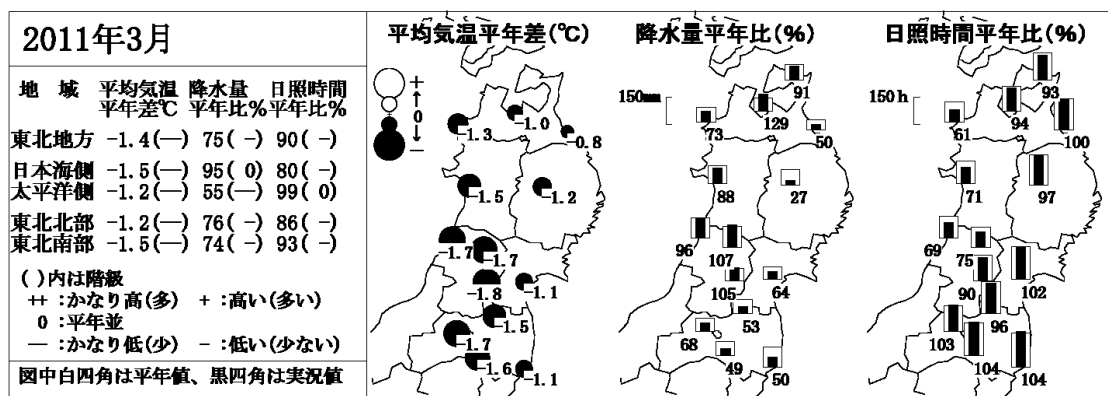 2011年3月
地　域　平均気温　降水量　日照時間
平年差℃　平年比％　平年比％
東北地方　-1.4(—)　75( -)　90( -)
日本海側　-1.5(—)　95( 0)　80( -)
太平洋側　-1.2(—)　55(—)　99( 0)
東北北部　-1.2(—)　76( -)　86( -)
東北南部　-1.5(—)　74( -)　93( -)
( )内は階級
++ :かなり高(多)　+ :高い(多い)
0 :平年並
— :かなり低(少)　- :低い(少ない)
図中白四角は平年値、黒四角は実況値
平均気温平年差(℃)
+
↑
0
↓
—
-1.0
-1.3
-0.8
-1.5
-1.2
-1.7
-1.7
-1.8
-1.1
-1.5
-1.7
-1.6
-1.1
降水量平年比(%)
150mm
91
73
129
50
88
27
96
107
105
64
53
68
49
50
日照時間平年比(%)
150h
93
61
94
100
71
97
69
75
90
102
96
103
104
104